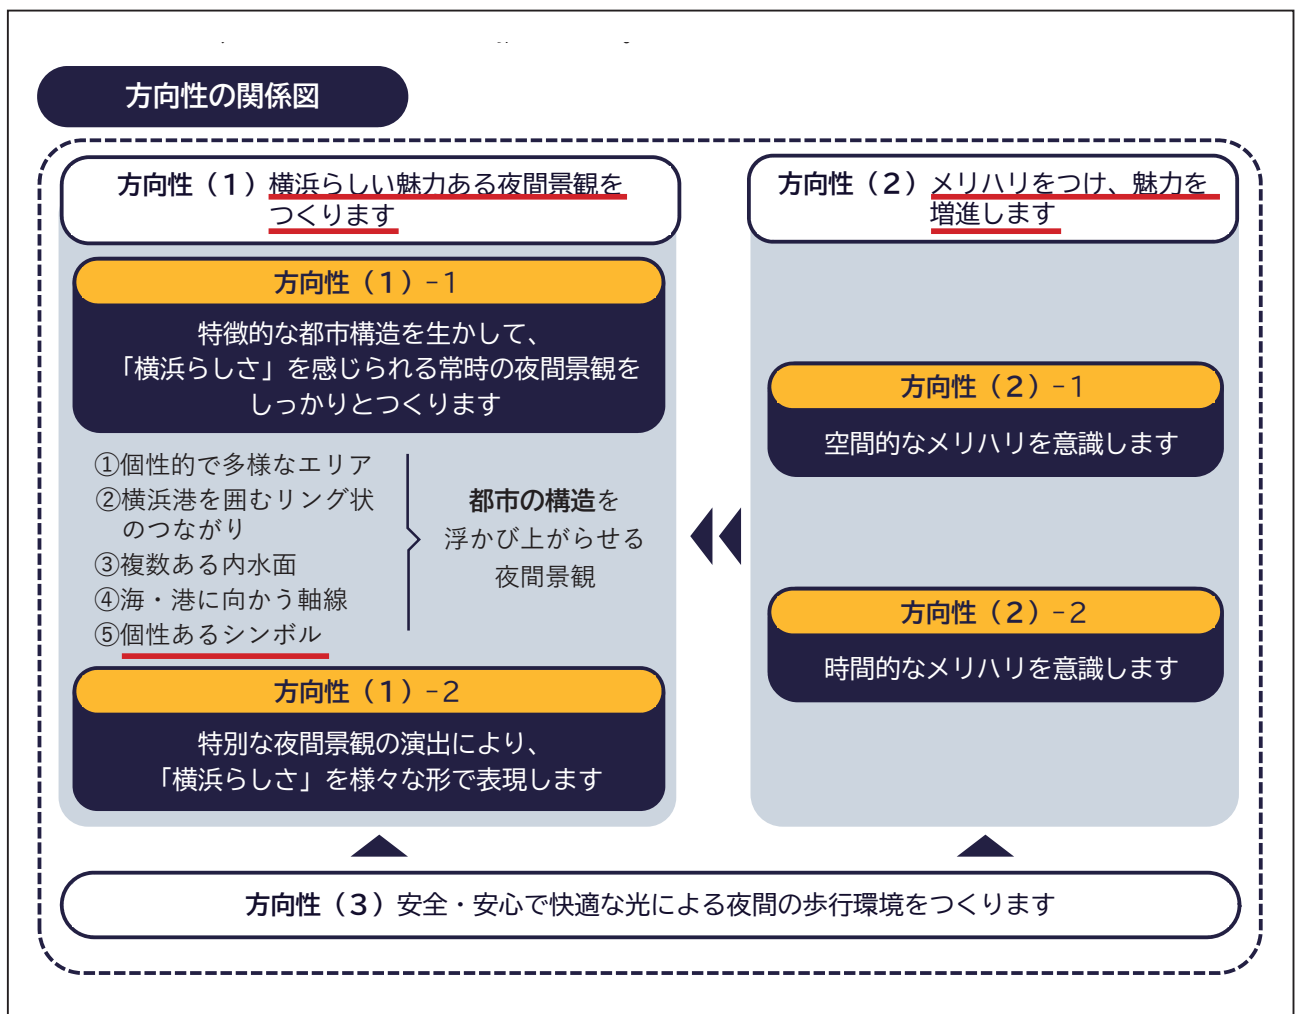 方向性の関係図
方向性（1）横浜らしい魅力ある夜間景観を
つくります
方向性（1）-1
特徴的な都市構造を生かして、
「横浜らしさ」を感じられる常時の夜間景観を
しっかりとつくります
①個性的で多様なエリア
②横浜港を囲むリング状
のつながり
③複数ある内水面
④海・港に向かう軸線
⑤個性あるシンボル
都市の構造を
浮かび上がらせる
夜間景観
方向性（1）-2
特別な夜間景観の演出により、
「横浜らしさ」を様々な形で表現します
方向性（2）メリハリをつけ、魅力を
増進します
方向性（2）-1
空間的なメリハリを意識します
方向性（2）-2
時間的なメリハリを意識します
方向性（3）安全・安心で快適な光による夜間の歩行環境をつくります